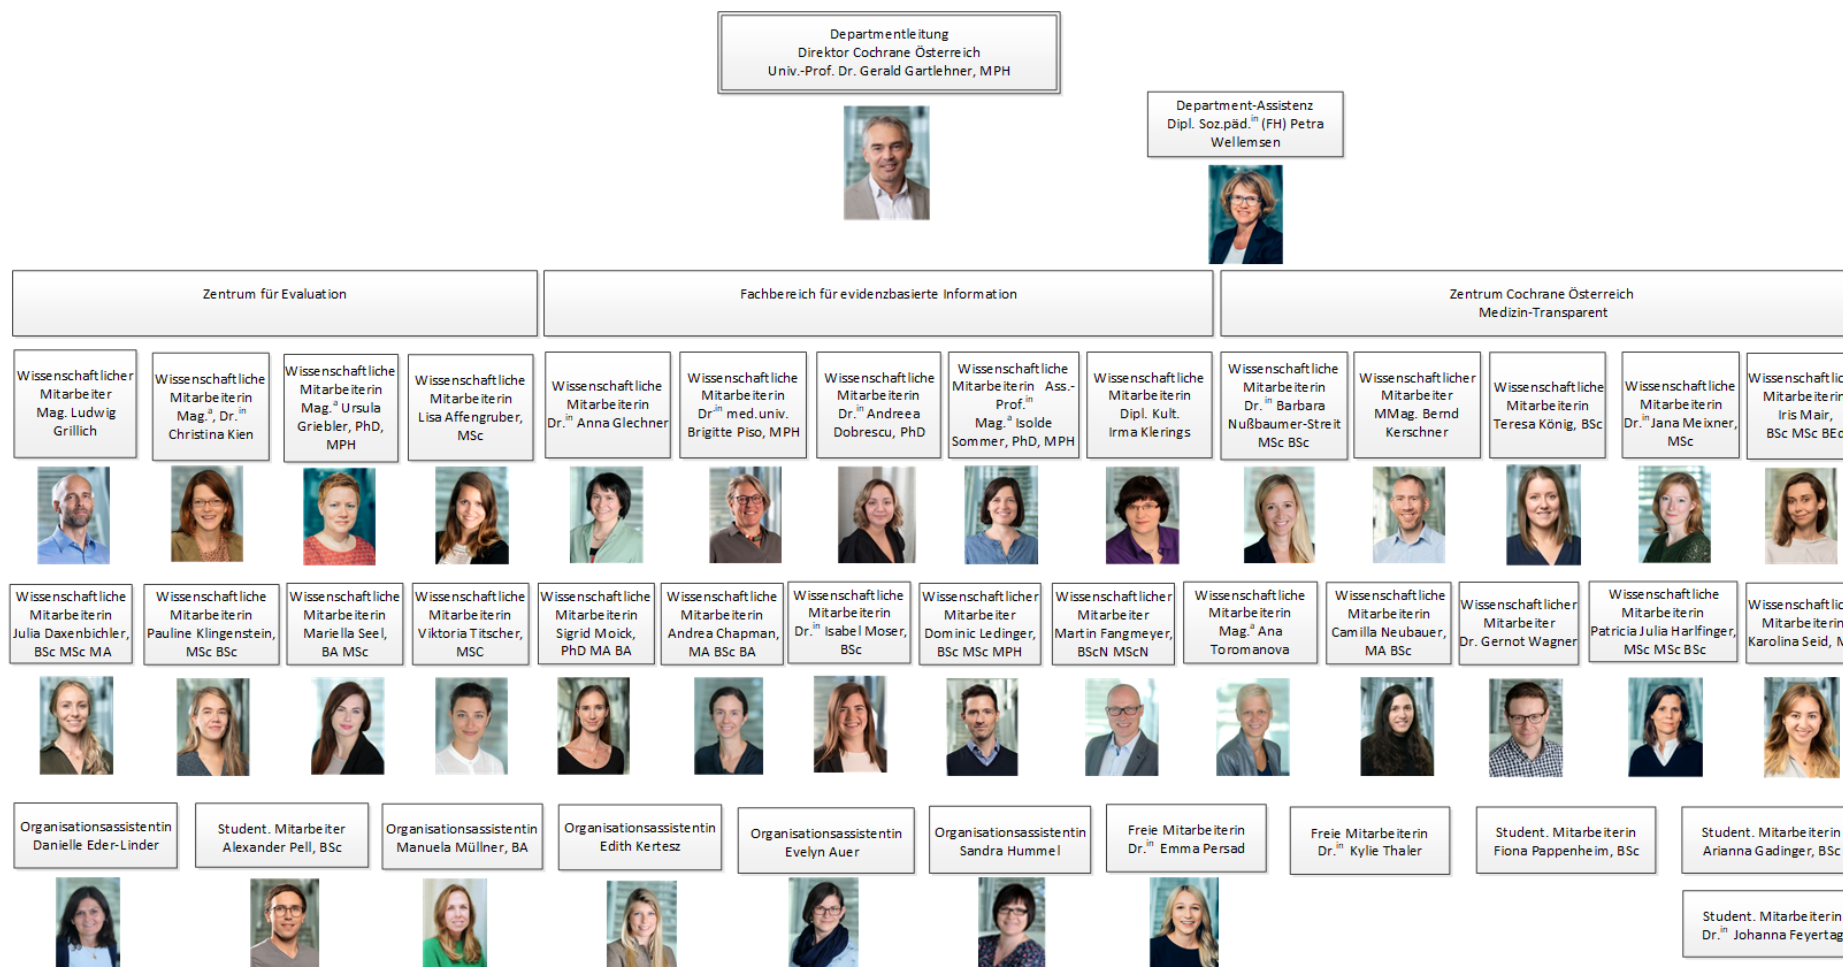 Departmentleitung
Direktor Cochrane Österreich
Univ.-Prof. Dr. Gerald Gartlehner, MPH
Department-Assistenz
Dipl. Soz.päd.in (FH) Petra
Wellemsen
Zentrum für Evaluation
Fachbereich für evidenzbasierte Information
Zentrum Cochrane Österreich
Medizin-Transparent
Wissenschaftlicher
Mitarbeiter
Mag. Ludwig
Grillich
Wissenschaftliche
Mitarbeiterin
Mag.a, Dr.in
Christina Kien
Wissenschaftliche
Mitarbeiterin
Mag.a Ursula
Griebler, PhD,
MPH
Wissenschaftliche
Mitarbeiterin
Lisa Affengruber,
MSc
Wissenschaftliche
Mitarbeiterin
Dr.in Anna Glechner
Wissenschaftliche
Mitarbeiterin
Dr.in med.univ.
Brigitte Piso, MPH
Wissenschaftliche
Mitarbeiterin
Dr.in Andreea
Dobrescu, PhD
Wissenschaftliche
Mitarbeiterin Ass.-
Prof.in
Mag.a Isolde
Sommer, PhD, MPH
Wissenschaftliche
Mitarbeiterin
Dipl. Kult.
Irma Klerings
Wissenschaftliche
Mitarbeiterin
Dr. in Barbara
Nußbaumer-Streit
MSc BSc
Wissenschaftlicher
Mitarbeiter
MMag. Bernd
Kerschner
Wissenschaftliche
Mitarbeiterin
Teresa König, BSc
Wissenschaftliche
Mitarbeiterin
Dr.in Jana Meixner,
MSc
Wissenschaftlic
Mitarbeiterin
Iris Mair,
BSc MSc BEd
Wissenschaftliche
Mitarbeiterin
Julia Daxenbichler,
BSc MSc MA
Wissenschaftliche
Mitarbeiterin
Pauline Klingenstein,
MSc BSc
Wissenschaftliche
Mitarbeiterin
Mariella Seel,
BA MSc
Wissenschaftliche
Mitarbeiterin
Viktoria Titscher,
MSC
Wissenschaftliche
Mitarbeiterin
Sigrid Moick,
PhD MA BA
Wissenschaftliche
Mitarbeiterin
Andrea Chapman,
MA BSc BA
Wissenschaftliche
Mitarbeiterin
Dr.in Isabel Moser,
BSc
Wissenschaftlicher
Mitarbeiter
Dominic Ledinger,
BSc MSc MPH
Wissenschaftlicher
Mitarbeiter
Martin Fangmeyer,
BScN MScN
Wissenschaftliche
Mitarbeiterin
Mag.a Ana
Toromanova
Wissenschaftliche
Mitarbeiterin
Camilla Neubauer,
MA BSc
Wissenschaftlicher
Mitarbeiter
Dr. Gernot Wagner
Wissenschaftliche
Mitarbeiterin
Patricia Julia Harlfinger,
MSc MSc BSc
Wissenschaftlic
Mitarbeiterin
Karolina Seid, M
Organisationsassistentin
Danielle Eder-Linder
Student. Mitarbeiter
Alexander Pell, BSc
Organisationsassistentin
Manuela Müllner, BA
Organisationsassistentin
Edith Kertesz
Organisationsassistentin
Evelyn Auer
Organisationsassistentin
Sandra Hummel
Freie Mitarbeiterin
Dr.in Emma Persad
Freie Mitarbeiterin
Dr.in Kylie Thaler
Student. Mitarbeiterin
Fiona Pappenheim, BSc
Student. Mitarbeiterin
Arianna Gadinger, BSc
Student. Mitarbeiterin
Dr.in Johanna Feyertag